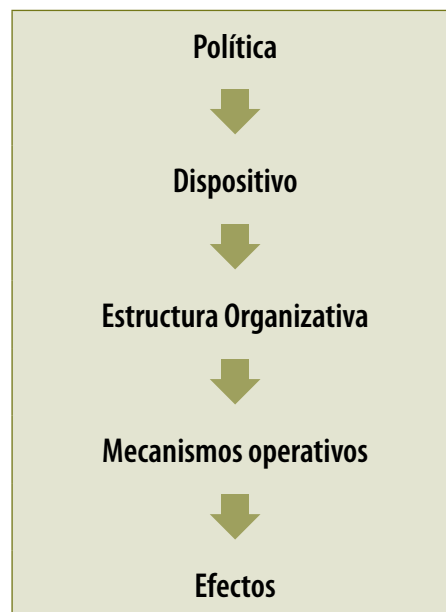 Política
Dispositivo
Estructura Organizativa
Mecanismos operativos
Efectos